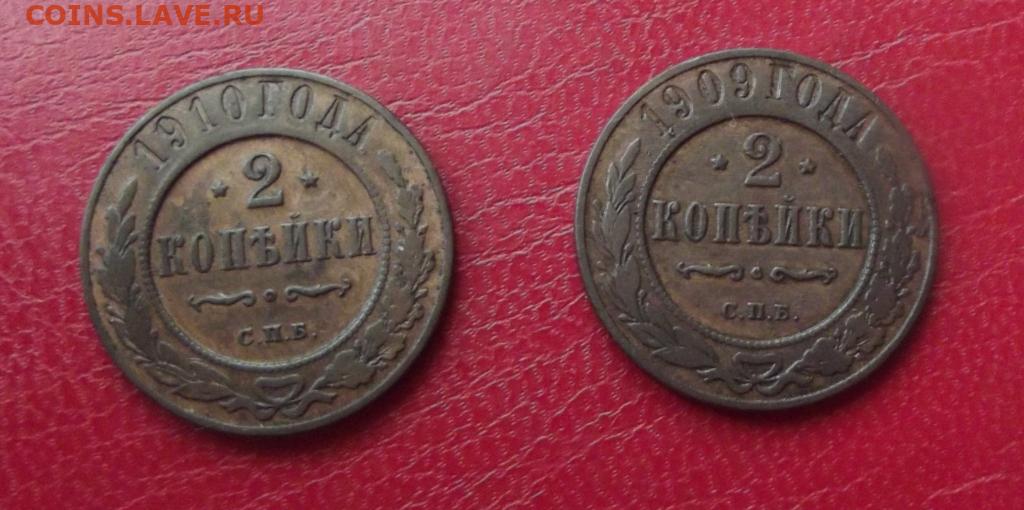 COINS.LAVE.RU
1910 ГОДА
* 2 *
КОПѢЙКИ
С.П.Б.
1909 ГОДА
* 2 *
КОПѢЙКИ
С.П.Б.